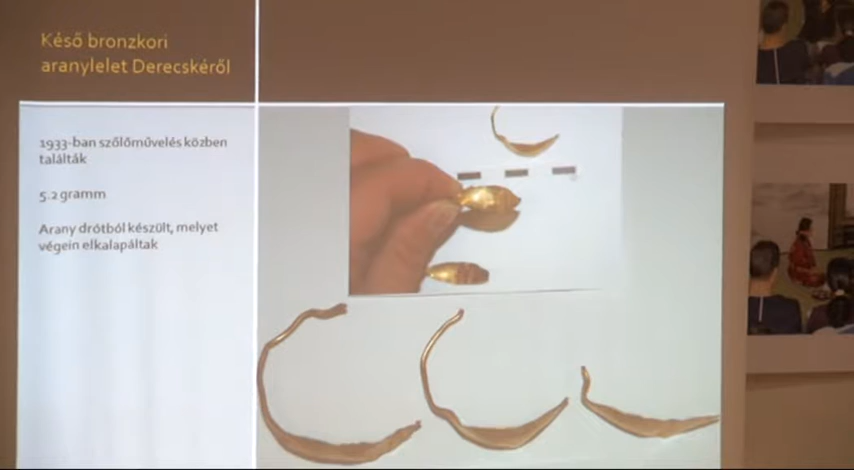 Késő bronzkori
aranylelet Derecskéről
1933-ban szőlőművelés közben
találták
5.2 gramm
Arany drótból készült, melyet
végein elkalapáltak